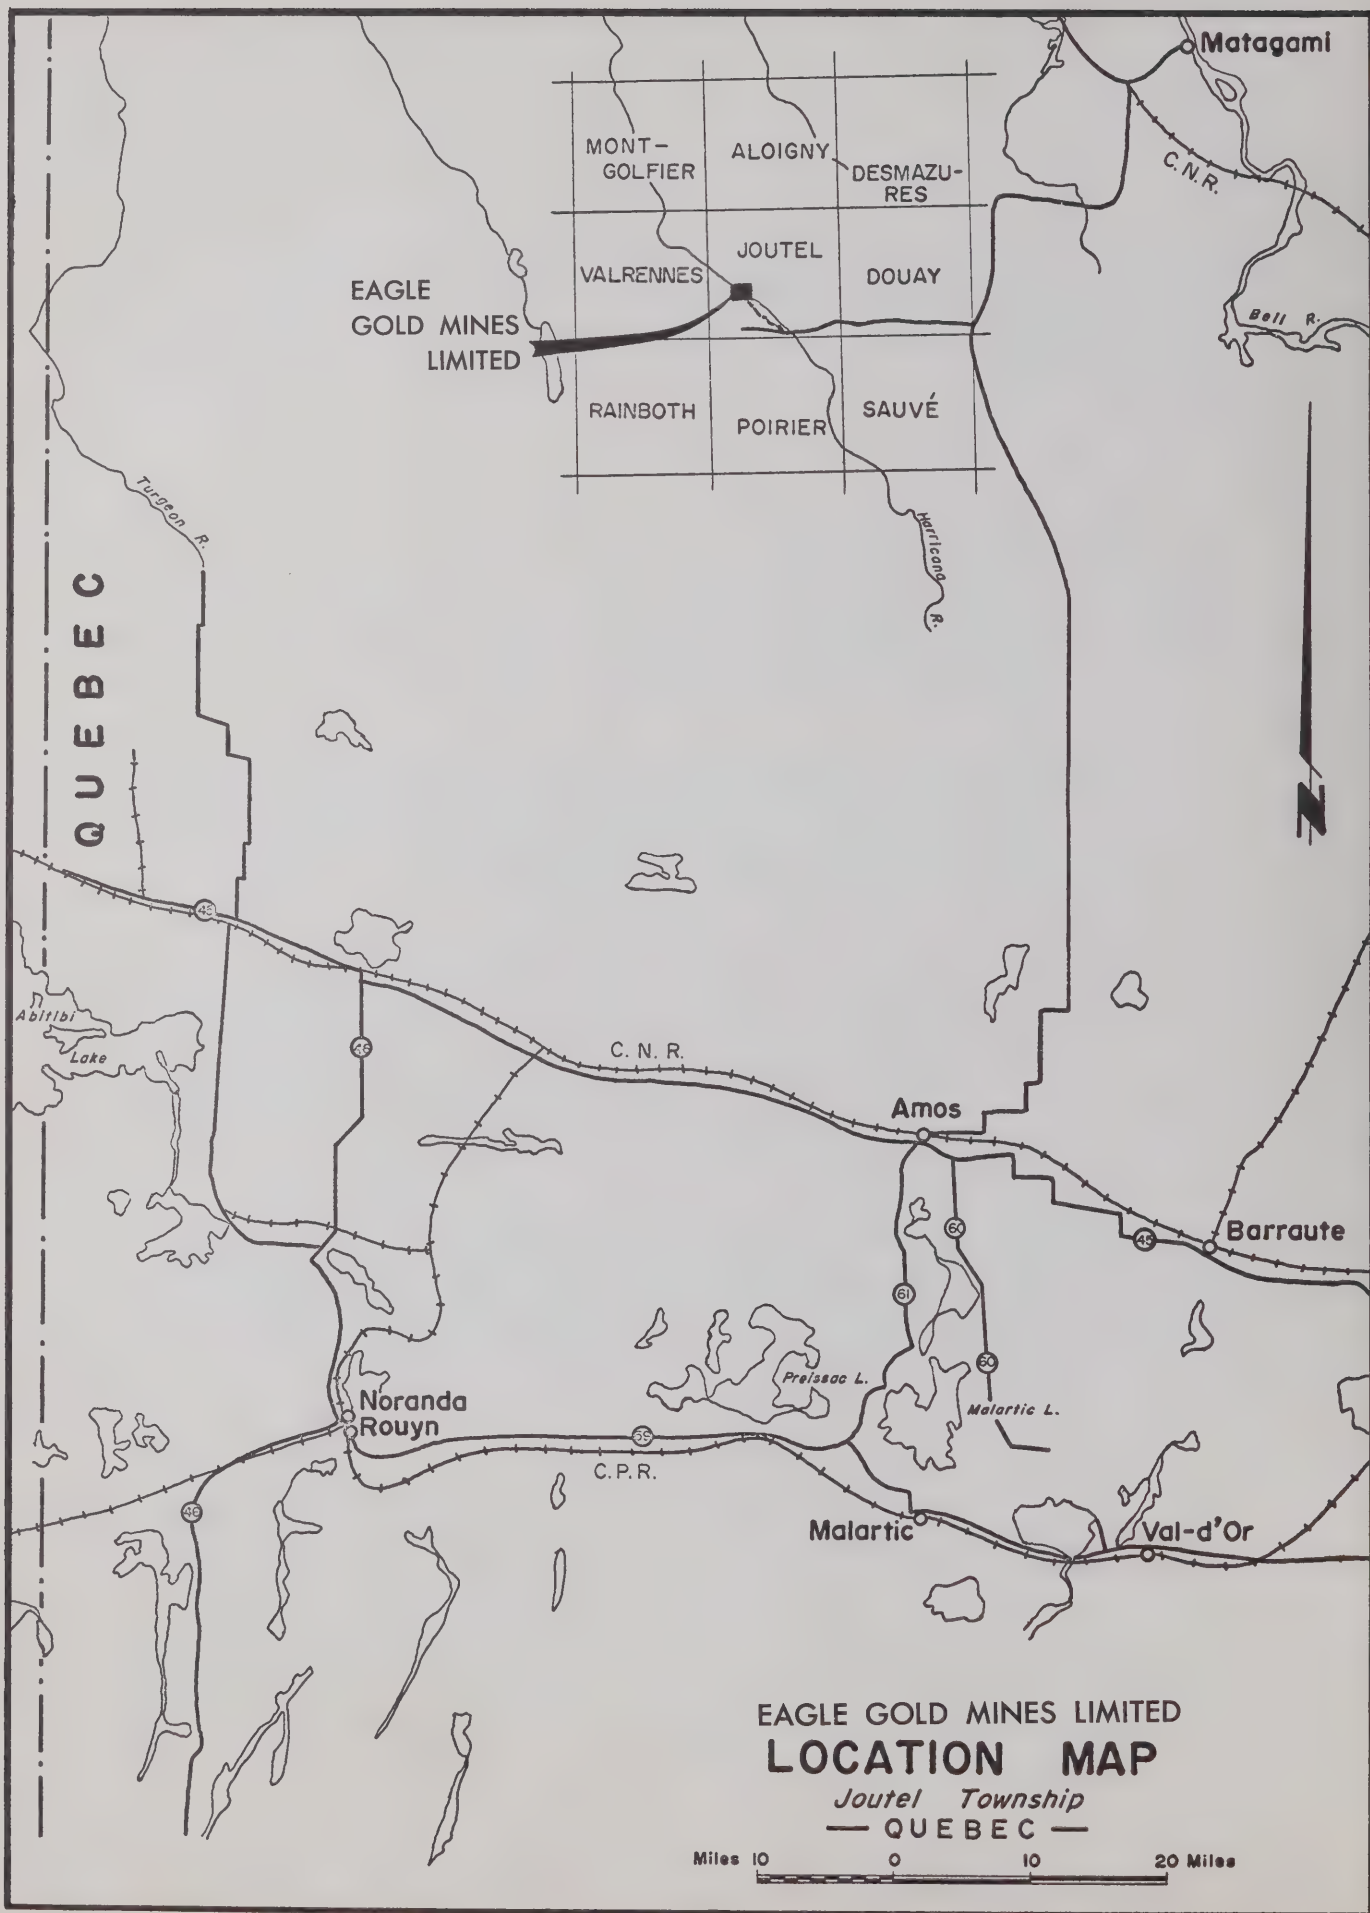 Matagami
C.N.R.
MONT-
GOLFIER
ALOIGNY
DESMAZU-
RES
VALRENNES
JOUTEL
DOUAY
EAGLE
GOLD MINES
LIMITED
RAINBOTH
POIRIER
SAUVÉ
Bell R.
Turgeon R.
Harricana R.
QUEBEC
N
45
Abitibi
Lake
46
C. N. R.
Amos
60
45
Barraute
61
60
Preissac L.
Malartic L.
Noranda
Rouyn
59
C.P.R.
46
Malartic
Val-d'Or
EAGLE GOLD MINES LIMITED
LOCATION MAP
Joutel Township
— QUEBEC —
Miles 10 0 10 20 Miles